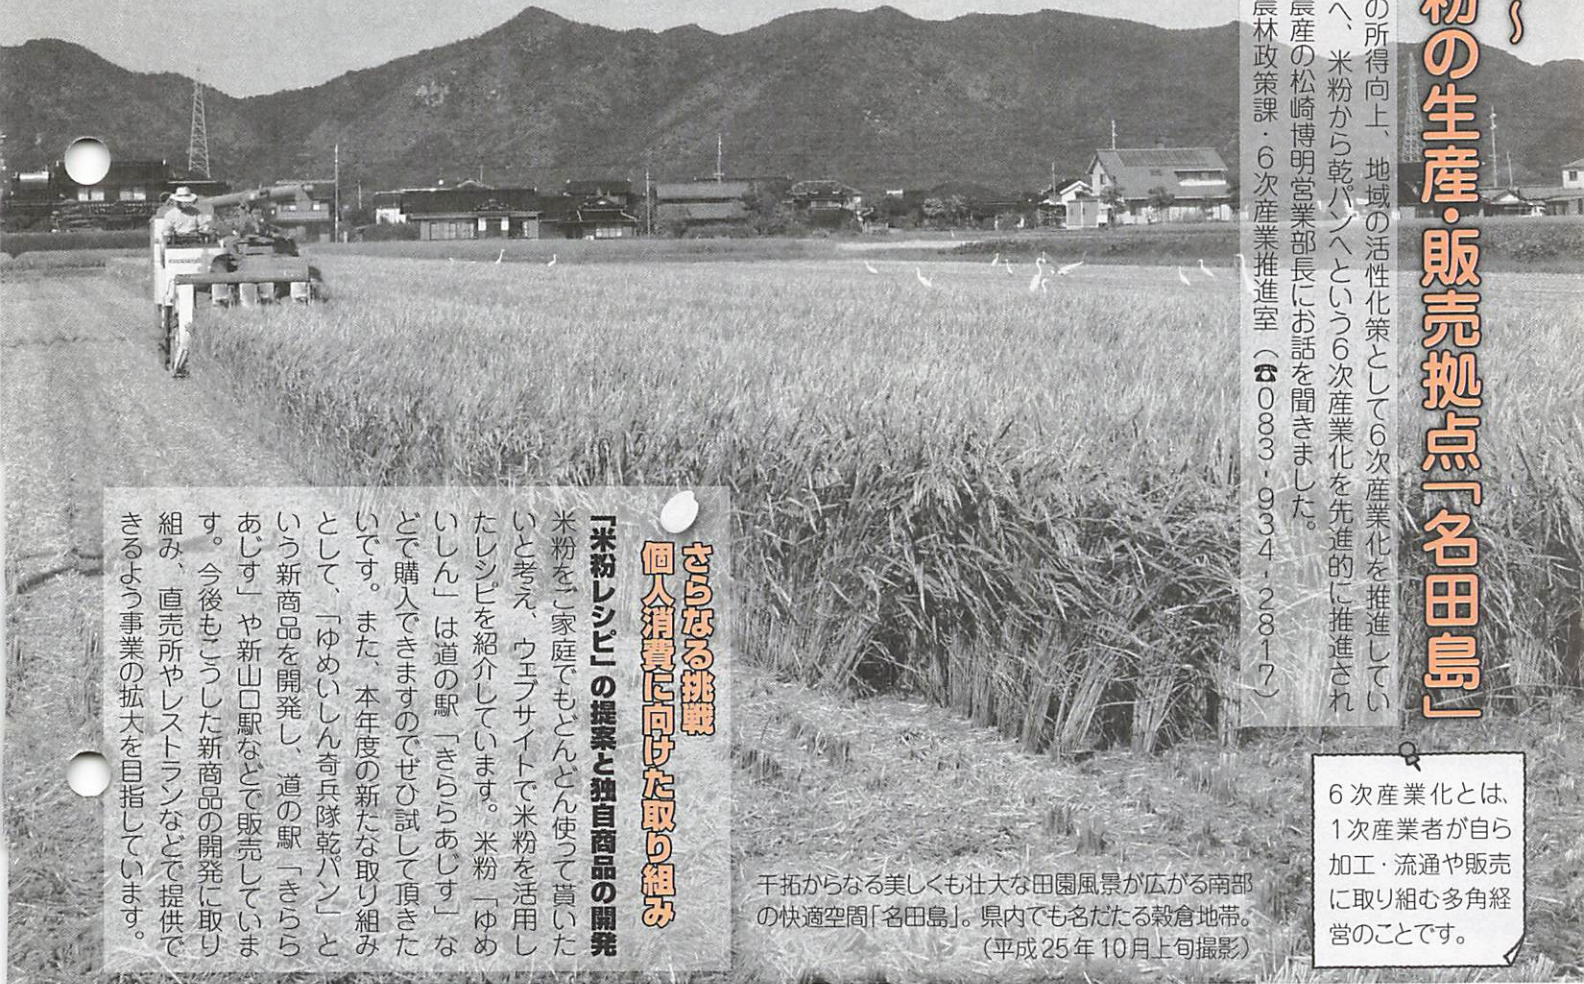 ～
粉の生産・販売拠点「名田島」
の所得向上、地域の活性化策として6次産業化を推進してい
へ、米粉から乾パンへという6次産業化を先進的に推進され
農産の松崎博明営業部長にお話を聞きました。
農林政策課・6次産業推進室（☎083-934-2817）
6次産業化とは、
1次産業者が自ら
加工・流通や販売
に取り組む多角経
営のことです。
干拓からなる美しくも壮大な田園風景が広がる南部
の快適空間「名田島」。県内でも名だたる穀倉地帯。
（平成25年10月上旬撮影）
さらなる挑戦
個人消費に向けた取り組み
「米粉レシピ」の提案と独自商品の開発
米粉をご家庭でもどんどん使って貰いた
いと考え、ウェブサイトで米粉を活用し
たレシピを紹介しています。米粉「ゆめ
いしん」は道の駅「きららあじす」な
どで購入できますのでぜひ試して頂きた
いです。また、本年度の新たな取り組み
として、「ゆめいしん奇兵隊乾パン」と
いう新商品を開発し、道の駅「きらら
あじす」や新山口駅などで販売していま
す。今後もこうした新商品の開発に取り
組み、直売所やレストランなどで提供で
きるよう事業の拡大を目指しています。